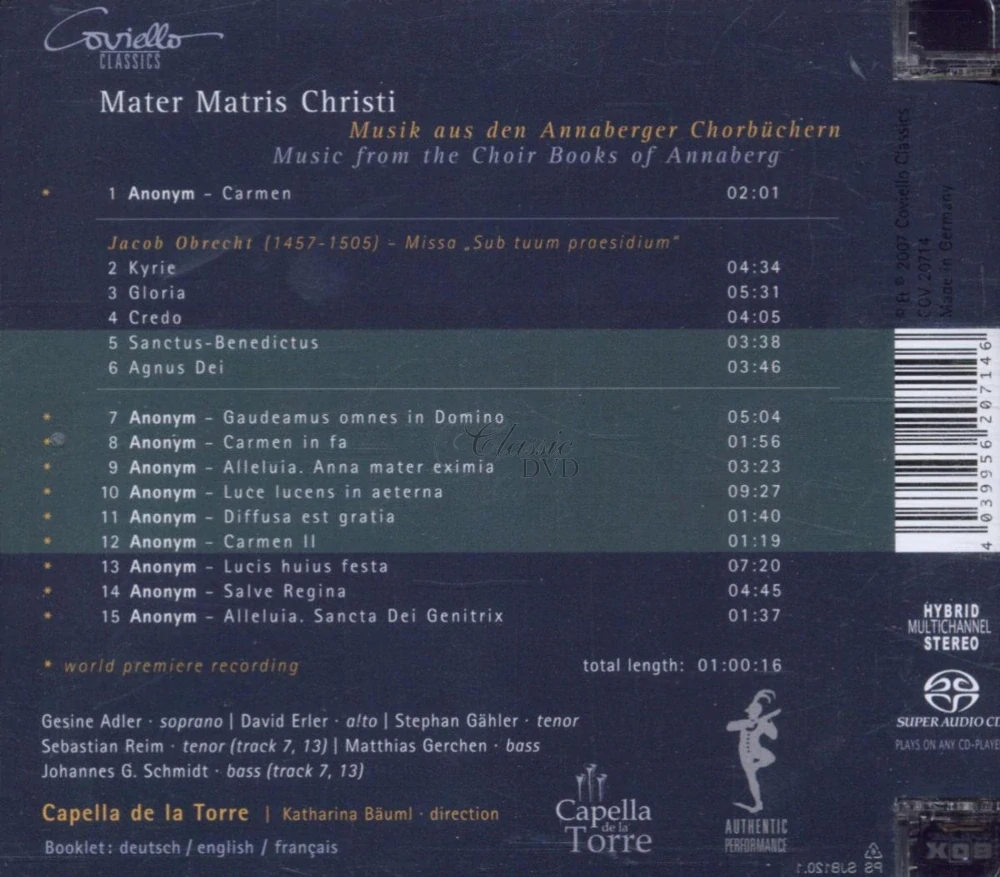 Coviello
CLASSICS
Mater Matris Christi
Musik aus den Annaberger Chorbüchern
Music from the Choir Books of Annaberg
* 1 Anonym – Carmen 02:01
Jacob Obrecht (1457-1505) – Missa „Sub tuum praesidium“
2 Kyrie 04:34
3 Gloria 05:31
4 Credo 04:05
5 Sanctus-Benedictus 03:38
6 Agnus Dei 03:46
* 7 Anonym – Gaudeamus omnes in Domino 05:04
* 8 Anonym – Carmen in fa 01:56
* 9 Anonym – Alleluia. Anna mater eximia 03:23
* 10 Anonym – Luce lucens in aeterna 09:27
* 11 Anonym – Diffusa est gratia 01:40
* 12 Anonym – Carmen II 01:19
* 13 Anonym – Lucis huius festa 07:20
* 14 Anonym – Salve Regina 04:45
* 15 Anonym – Alleluia. Sancta Dei Genitrix 01:37
* world premiere recording total length: 01:00:16
Gesine Adler · soprano | David Erler · alto | Stephan Gähler · tenor
Sebastian Reim · tenor (track 7, 13) | Matthias Gerchen · bass
Johannes G. Schmidt · bass (track 7, 13)
Capella de la Torre | Katharina Bäuml · direction
Booklet: deutsch / english / français
Capella
de la
Torre
AUTHENTIC
PERFORMANCE
Classic
DVD
℗ & © 2007 Coviello Classics
COV 20714
Made in Germany
4 039956 207146
HYBRID
MULTICHANNEL
STEREO
SUPER AUDIO CD
PLAYS ON ANY CD-PLAYE